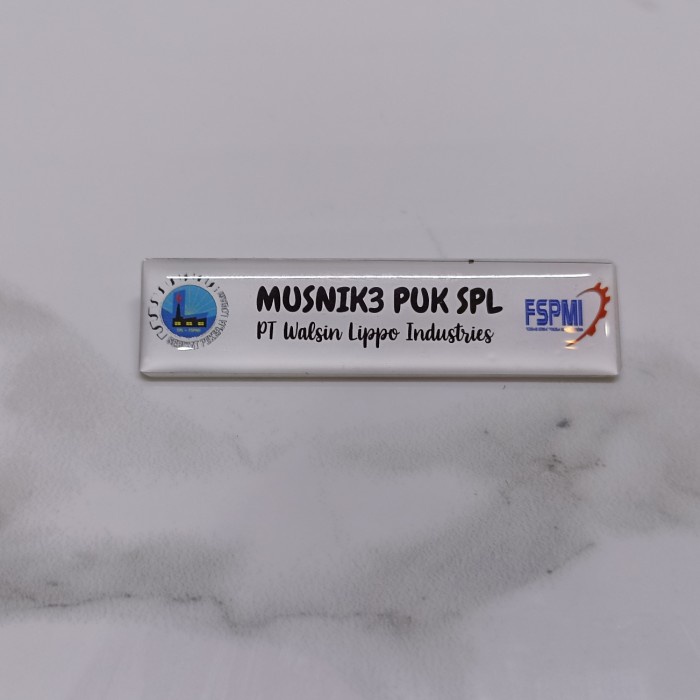 MUSNIK3 PUK SPL
PT Walsin Lippo Industries
FSPMI